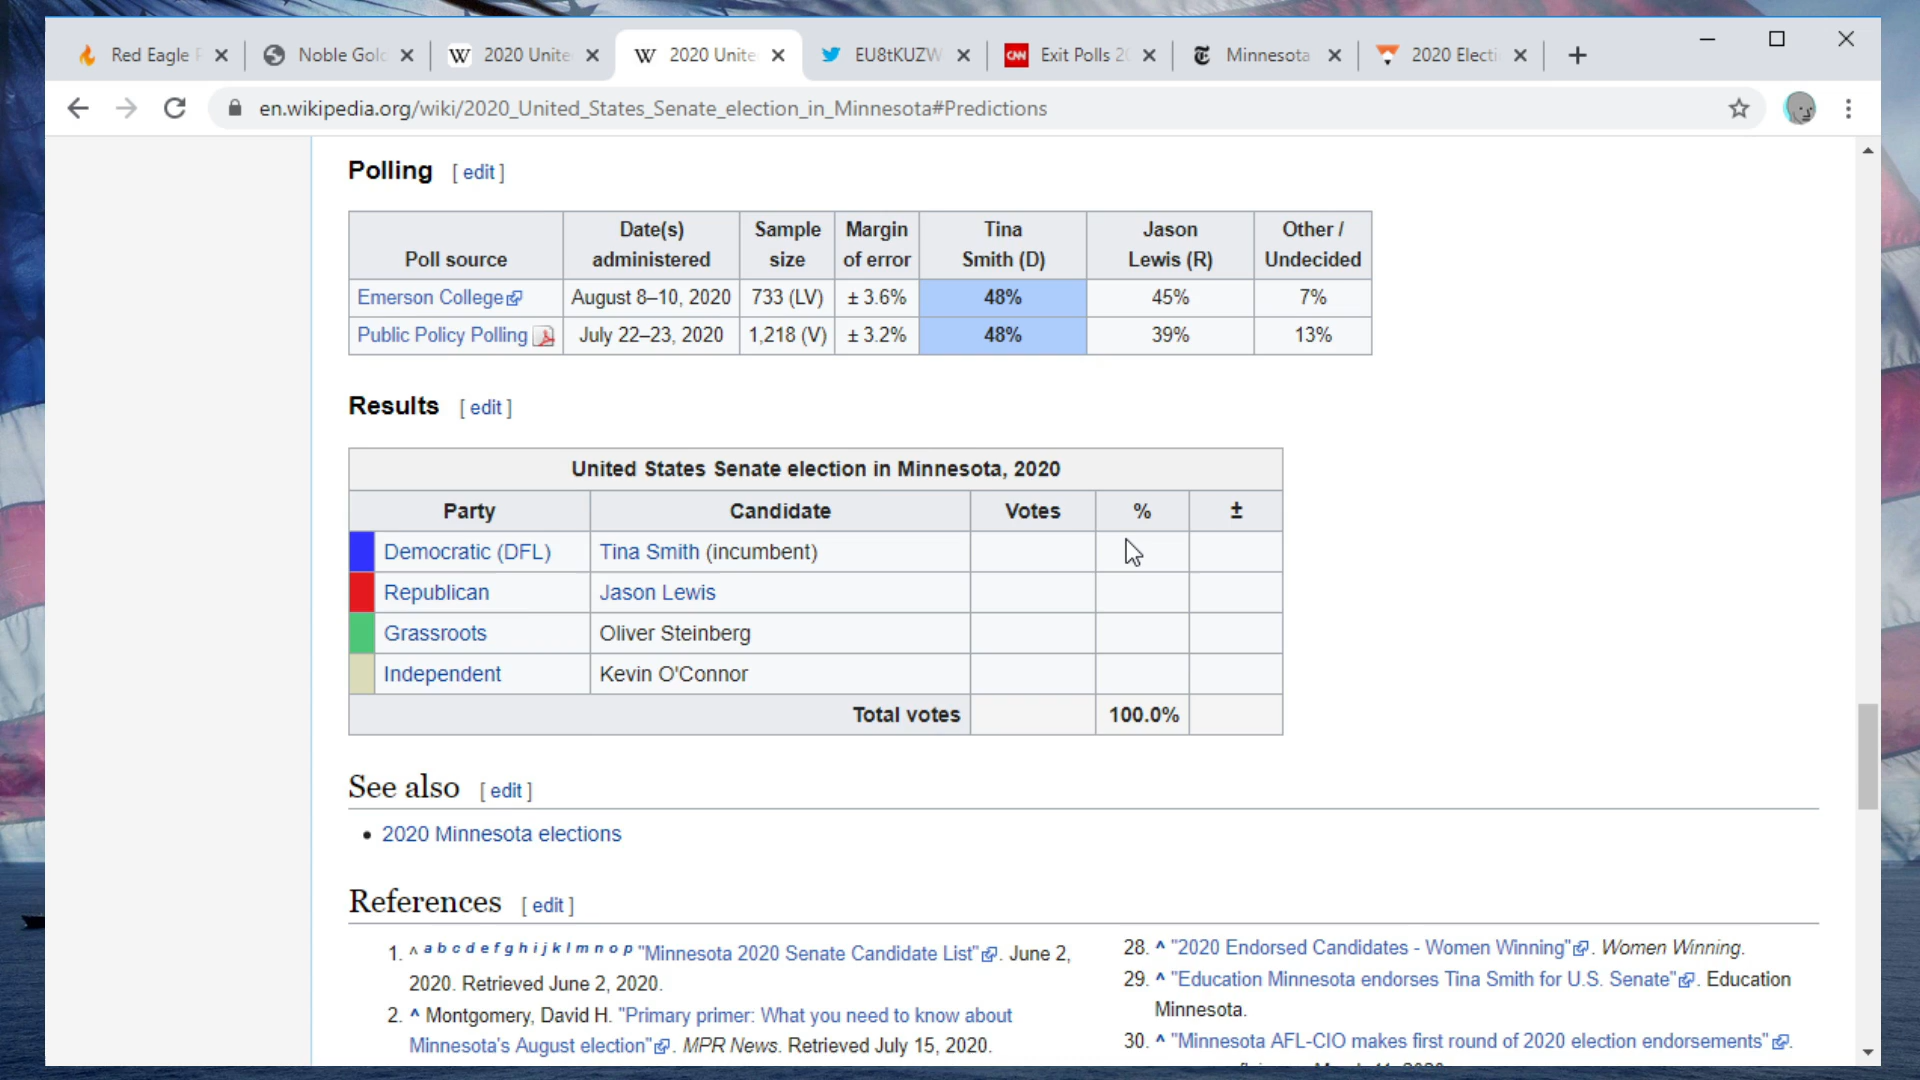 Red Eagle
Noble Gol
2020 Unite
2020 Unite
EU8tKUZW
Exit Polls 2
Minnesota
2020 Electi
en.wikipedia.org/wiki/2020_United_States_Senate_election_in_Minnesota#Predictions
Polling [ edit ]
Poll source Date(s) administered Sample size Margin of error Tina Smith (D) Jason Lewis (R) Other / Undecided
Emerson College August 8–10, 2020 733 (LV) ± 3.6% 48% 45% 7%
Public Policy Polling July 22–23, 2020 1,218 (V) ± 3.2% 48% 39% 13%
Results [ edit ]
United States Senate election in Minnesota, 2020
Party Candidate Votes % ±
Democratic (DFL) Tina Smith (incumbent)
Republican Jason Lewis
Grassroots Oliver Steinberg
Independent Kevin O'Connor
Total votes 100.0%
See also [ edit ]
• 2020 Minnesota elections
References [ edit ]
1. ^ a b c d e f g h i j k l m n o p "Minnesota 2020 Senate Candidate List". June 2,
2020. Retrieved June 2, 2020.
2. ^ Montgomery, David H. "Primary primer: What you need to know about
Minnesota's August election". MPR News. Retrieved July 15, 2020.
28. ^ "2020 Endorsed Candidates - Women Winning". Women Winning.
29. ^ "Education Minnesota endorses Tina Smith for U.S. Senate". Education
Minnesota.
30. ^ "Minnesota AFL-CIO makes first round of 2020 election endorsements".